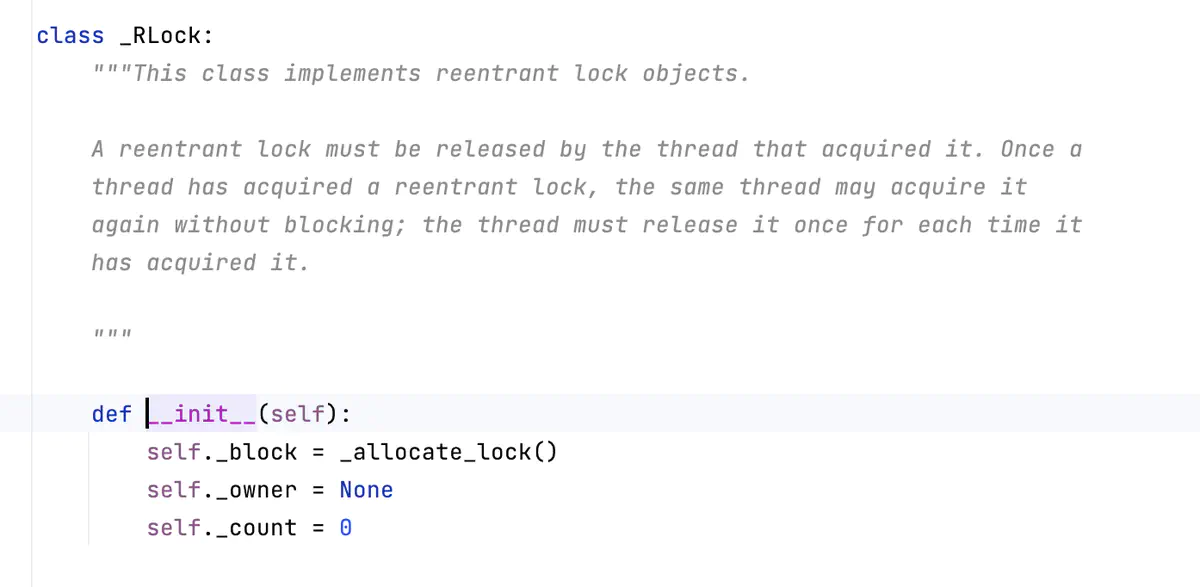 class _RLock:
    """This class implements reentrant lock objects.

    A reentrant lock must be released by the thread that acquired it. Once a
    thread has acquired a reentrant lock, the same thread may acquire it
    again without blocking; the thread must release it once for each time it
    has acquired it.

    """

    def __init__(self):
        self._block = _allocate_lock()
        self._owner = None
        self._count = 0